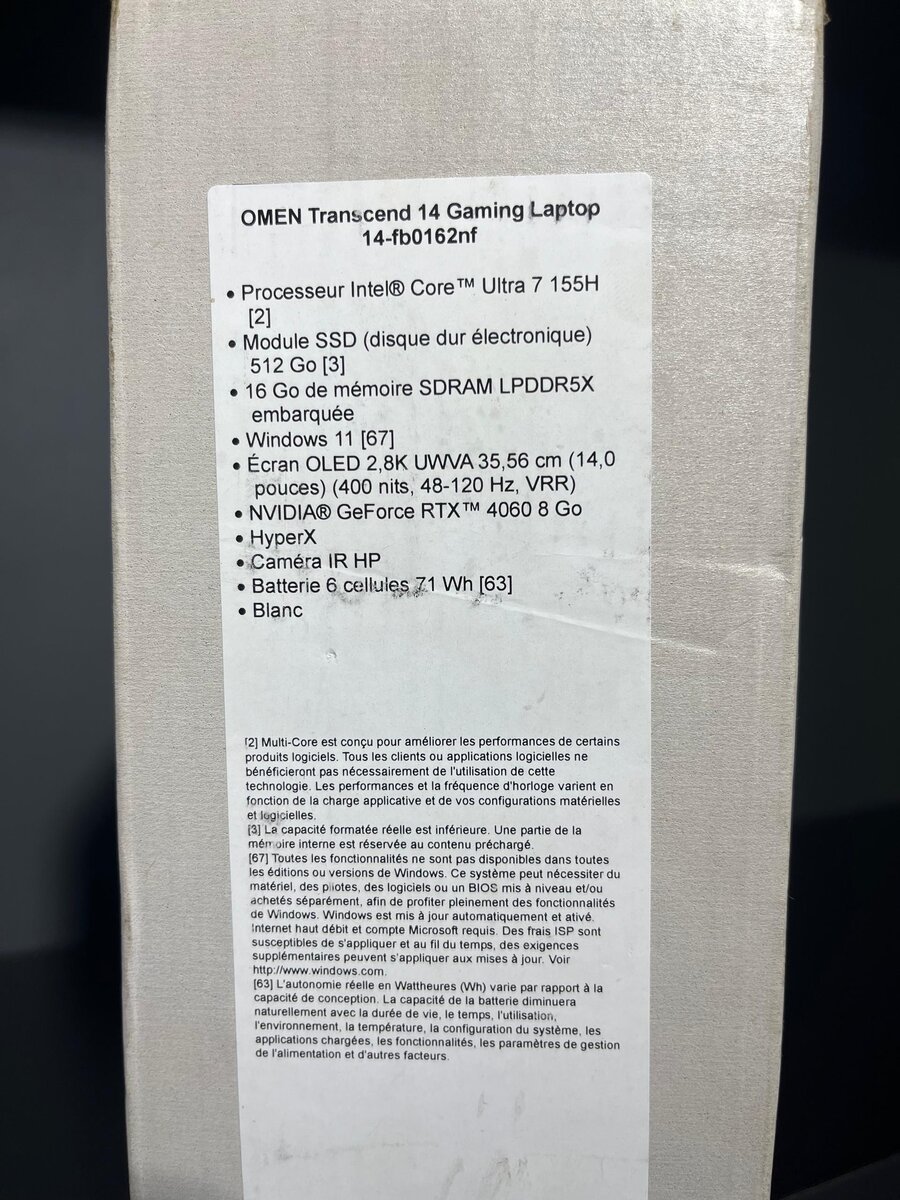 OMEN Transcend 14 Gaming Laptop
14-fb0162nf
• Processeur Intel® Core™ Ultra 7 155H
[2]
• Module SSD (disque dur électronique)
512 Go [3]
• 16 Go de mémoire SDRAM LPDDR5X
embarquée
• Windows 11 [67]
• Écran OLED 2,8K UWVA 35,56 cm (14,0
pouces) (400 nits, 48-120 Hz, VRR)
• NVIDIA® GeForce RTX™ 4060 8 Go
• HyperX
• Caméra IR HP
• Batterie 6 cellules 71 Wh [63]
• Blanc
[2] Multi-Core est conçu pour améliorer les performances de certains
produits logiciels. Tous les clients ou applications logicielles ne
bénéficieront pas nécessairement de l'utilisation de cette
technologie. Les performances et la fréquence d'horloge varient en
fonction de la charge applicative et de vos configurations matérielles
et logicielles.
[3] La capacité formatée réelle est inférieure. Une partie de la
mémoire interne est réservée au contenu préchargé.
[67] Toutes les fonctionnalités ne sont pas disponibles dans toutes
les éditions ou versions de Windows. Ce système peut nécessiter du
matériel, des pilotes, des logiciels ou un BIOS mis à niveau et/ou
achetés séparément, afin de profiter pleinement des fonctionnalités
de Windows. Windows est mis à jour automatiquement et ativé.
Internet haut débit et compte Microsoft requis. Des frais ISP sont
susceptibles de s'appliquer et au fil du temps, des exigences
supplémentaires peuvent s'appliquer aux mises à jour. Voir
http://www.windows.com.
[63] L'autonomie réelle en Wattheures (Wh) varie par rapport à la
capacité de conception. La capacité de la batterie diminuera
naturellement avec la durée de vie, le temps, l'utilisation,
l'environnement, la température, la configuration du système, les
applications chargées, les fonctionnalités, les paramètres de gestion
de l'alimentation et d'autres facteurs.